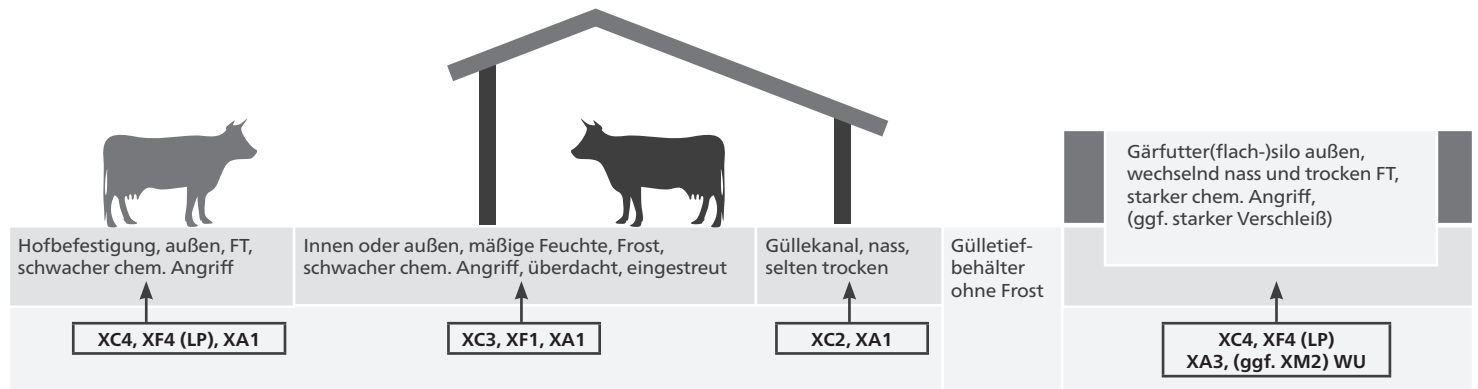 Gärfutter(flach-)silo außen,
wechselnd nass und trocken FT,
starker chem. Angriff,
(ggf. starker Verschleiß)
Hofbefestigung, außen, FT,
schwacher chem. Angriff
Innen oder außen, mäßige Feuchte, Frost,
schwacher chem. Angriff, überdacht, eingestreut
Güllekanal, nass,
selten trocken
Gülletief-
behälter
ohne Frost
XC4, XF4 (LP), XA1
XC3, XF1, XA1
XC2, XA1
XC4, XF4 (LP)
XA3, (ggf. XM2) WU